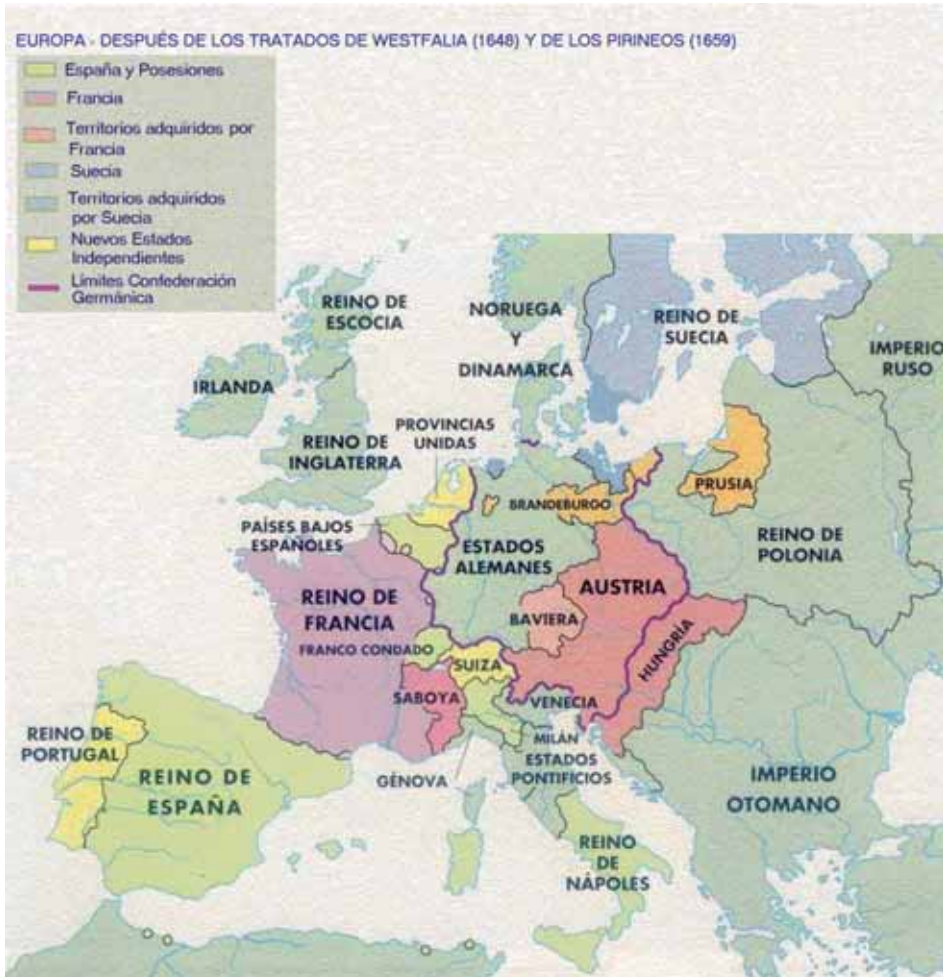 EUROPA - DESPUÉS DE LOS TRATADOS DE WESTFALIA (1648) Y DE LOS PIRINEOS (1659)
España y Posesiones
Francia
Territorios adquiridos por
Francia
Suecia
Territorios adquiridos
por Suecia
Nuevos Estados
Independientes
Límites Confederación
Germánica
REINO DE
ESCOCIA
NORUEGA
Y
DINAMARCA
REINO DE
SUECIA
IMPERIO
RUSO
IRLANDA
REINO DE
INGLATERRA
PROVINCIAS
UNIDAS
PRUSIA
BRANDEBURGO
PAÍSES BAJOS
ESPAÑOLES
ESTADOS
ALEMANES
REINO DE
POLONIA
AUSTRIA
REINO DE
FRANCIA
BAVIERA
FRANCO CONDADO
HUNGRÍA
SUIZA
SABOYA
VENECIA
REINO DE
PORTUGAL
MILÁN
GÉNOVA
ESTADOS
PONTIFICIOS
REINO DE
ESPAÑA
IMPERIO
OTOMANO
REINO
DE
NÁPOLES